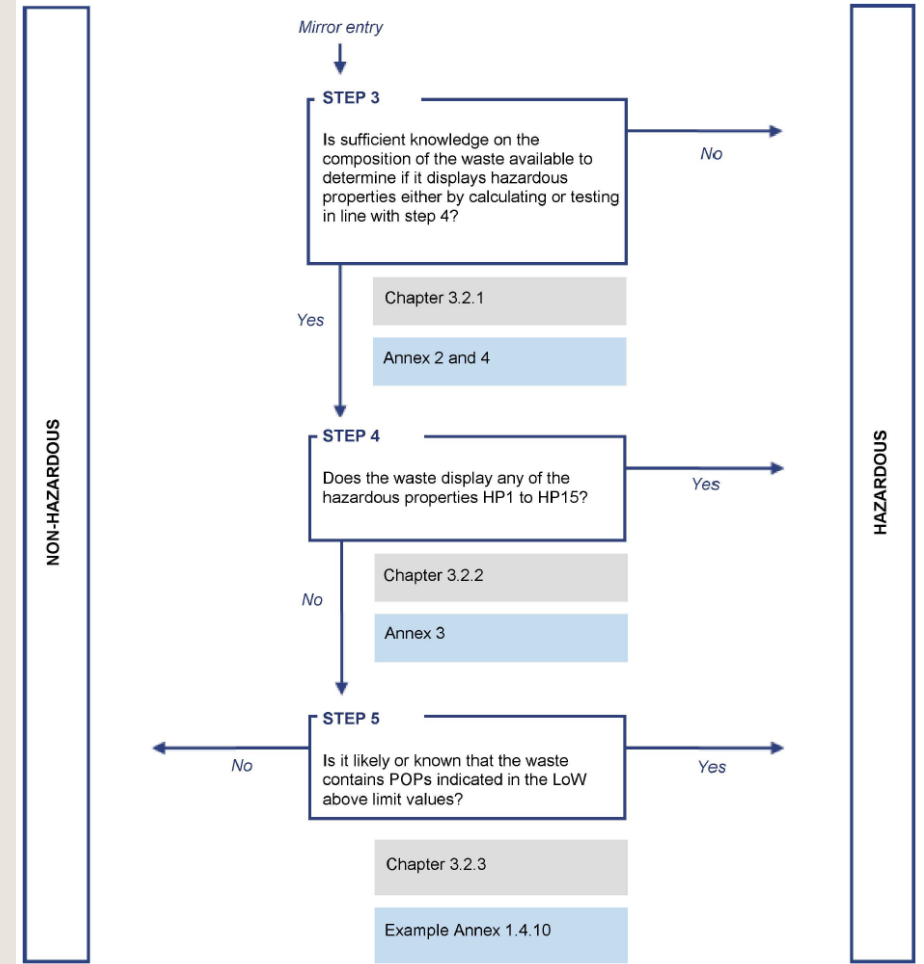 Mirror entry
STEP 3
Is sufficient knowledge on the
composition of the waste available to
determine if it displays hazardous
properties either by calculating or testing
in line with step 4?
No
Chapter 3.2.1
Yes
Annex 2 and 4
NON-HAZARDOUS
HAZARDOUS
STEP 4
Does the waste display any of the
hazardous properties HP1 to HP15?
Yes
Chapter 3.2.2
No
Annex 3
STEP 5
Is it likely or known that the waste
contains POPs indicated in the LoW
above limit values?
No
Yes
Chapter 3.2.3
Example Annex 1.4.10